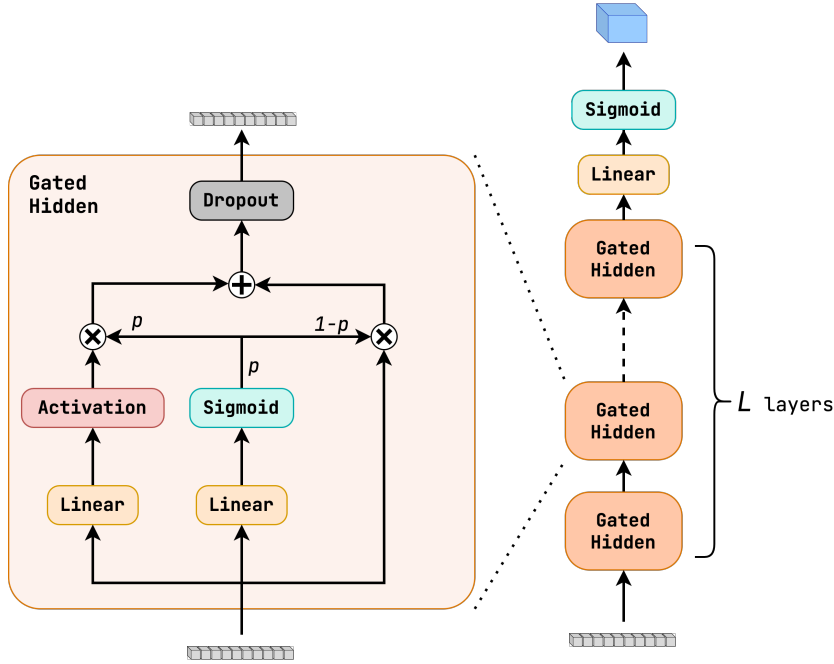 Gated
Hidden
Dropout
p
1-p
p
Activation
Sigmoid
Linear
Linear
Sigmoid
Linear
Gated
Hidden
Gated
Hidden
Gated
Hidden
L layers